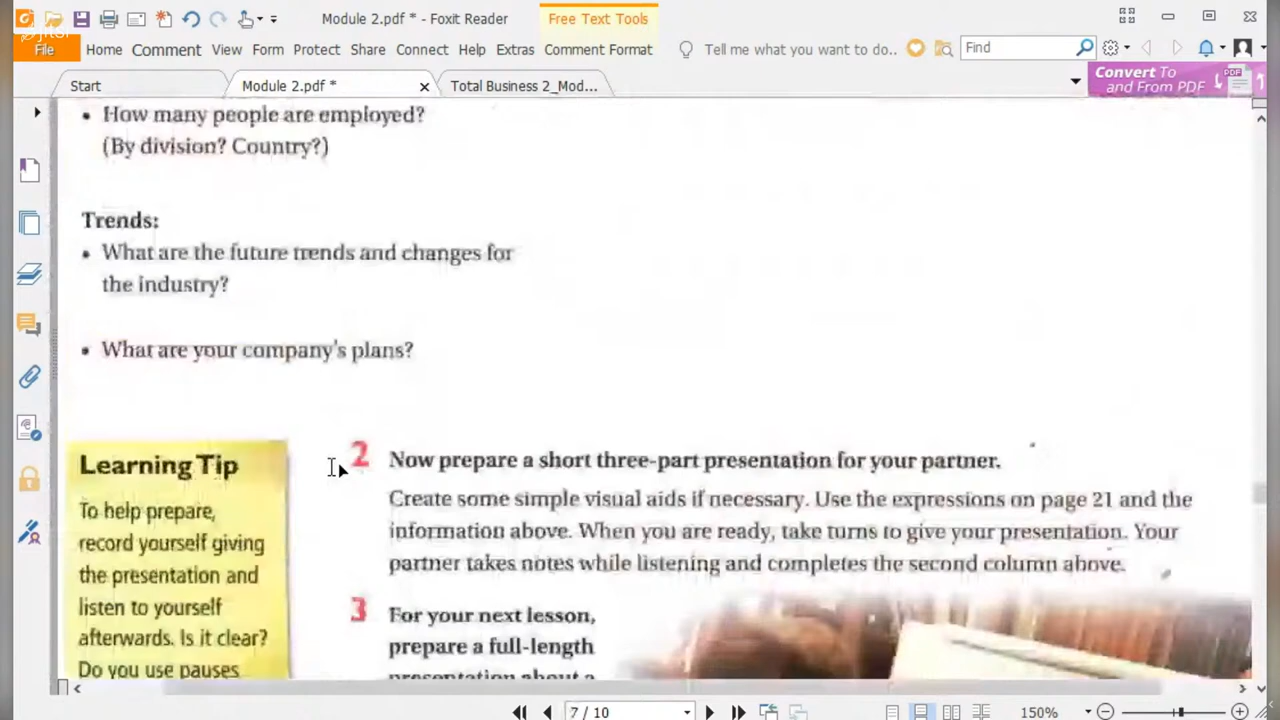 Module 2.pdf * - Foxit Reader
Free Text Tools
File Home Comment View Form Protect Share Connect Help Extras Comment Format Tell me what you want to do.. Find
Start Module 2.pdf * Total Business 2_Mod... Convert To
and From PDF
• How many people are employed?
(By division? Country?)
Trends:
• What are the future trends and changes for
the industry?
• What are your company's plans?
Learning Tip
To help prepare,
record yourself giving
the presentation and
listen to yourself
afterwards. Is it clear?
Do you use pauses
2 Now prepare a short three-part presentation for your partner.
Create some simple visual aids if necessary. Use the expressions on page 21 and the
information above. When you are ready, take turns to give your presentation. Your
partner takes notes while listening and completes the second column above.
3 For your next lesson,
prepare a full-length
presentation about a
7 / 10 150%